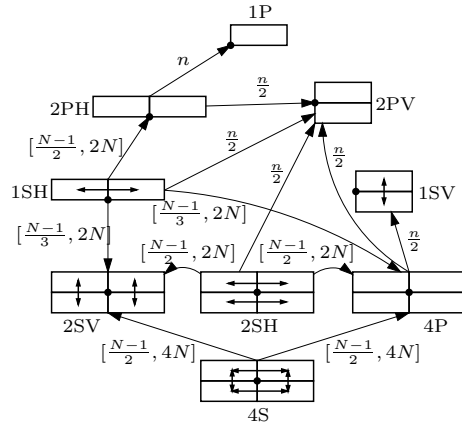 1P
n
2PH
n/2
2PV
[N-1/2, 2N]
n/2
n/2
n/2
1SH
1SV
[N-1/3, 2N]
[N-1/3, 2N]
n/2
[N-1/2, 2N]
[N-1/2, 2N]
2SV
2SH
4P
[N-1/2, 4N]
[N-1/2, 4N]
4S